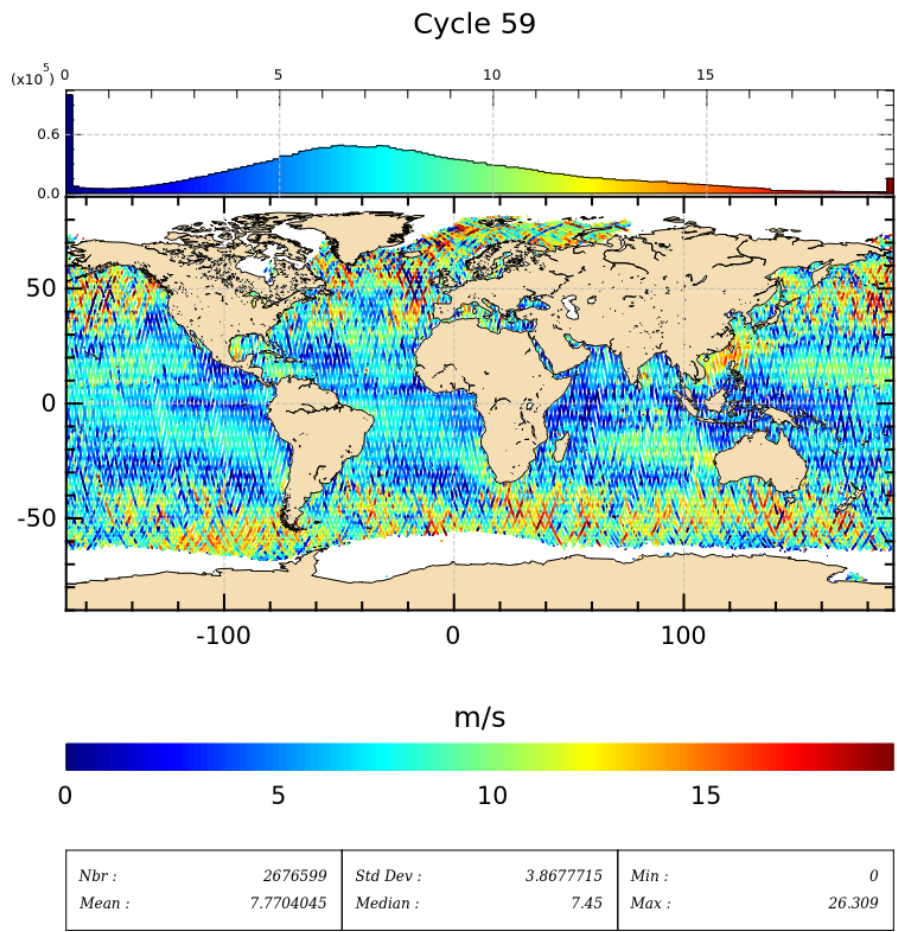 Cycle 59
(x10^5) 0 5 10 15
0.6
0.0
50
0
-50
-100 0 100
m/s
0 5 10 15
Nbr : 2676599 Std Dev : 3.8677715 Min : 0
Mean : 7.7704045 Median : 7.45 Max : 26.309